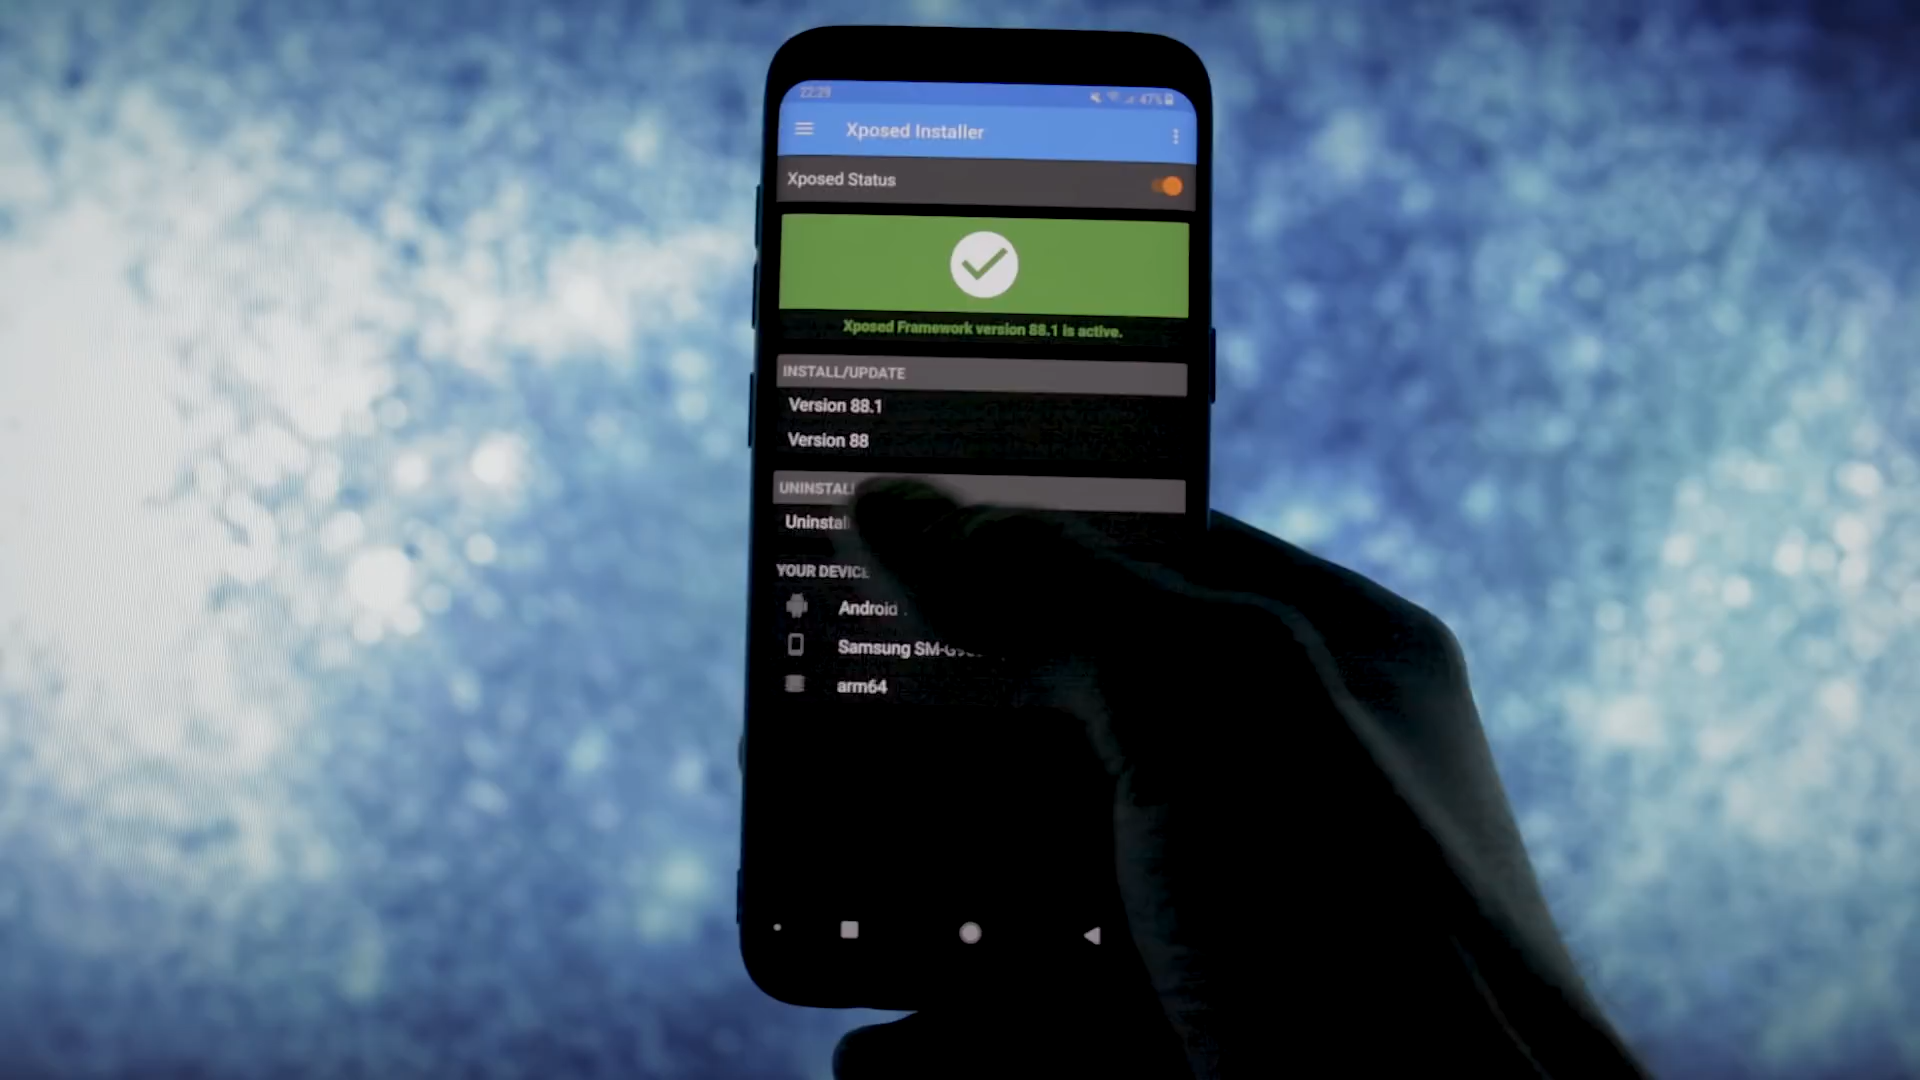 22:29
47%
Xposed Installer
Xposed Status
Xposed Framework version 88.1 is active.
INSTALL/UPDATE
Version 88.1
Version 88
UNINSTALL
Uninstall
YOUR DEVICE
Android
Samsung
arm64